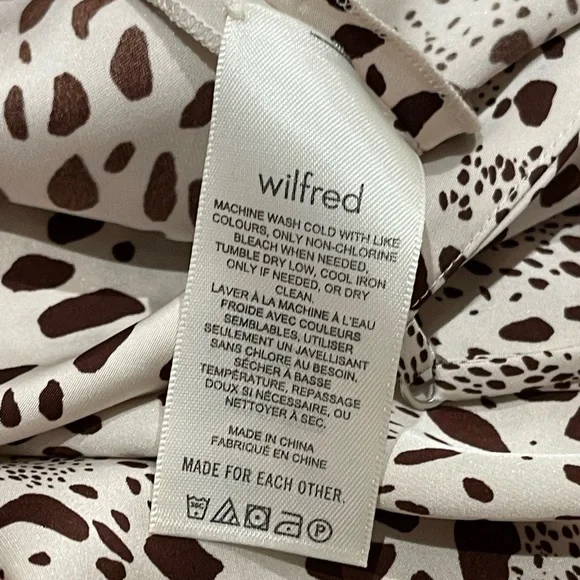 wilfred
MACHINE WASH COLD WITH LIKE
COLOURS, ONLY NON-CHLORINE
BLEACH WHEN NEEDED,
TUMBLE DRY LOW, COOL IRON
ONLY IF NEEDED, OR DRY
CLEAN.
LAVER À LA MACHINE À L'EAU
FROIDE AVEC COULEURS
SEMBLABLES, UTILISER
SEULEMENT UN JAVELLISANT
SANS CHLORE AU BESOIN,
SÉCHER À BASSE
TEMPÉRATURE, REPASSAGE
DOUX SI NÉCESSAIRE, OU
NETTOYER À SEC.
MADE IN CHINA
FABRIQUÉ EN CHINE
MADE FOR EACH OTHER.
30C P